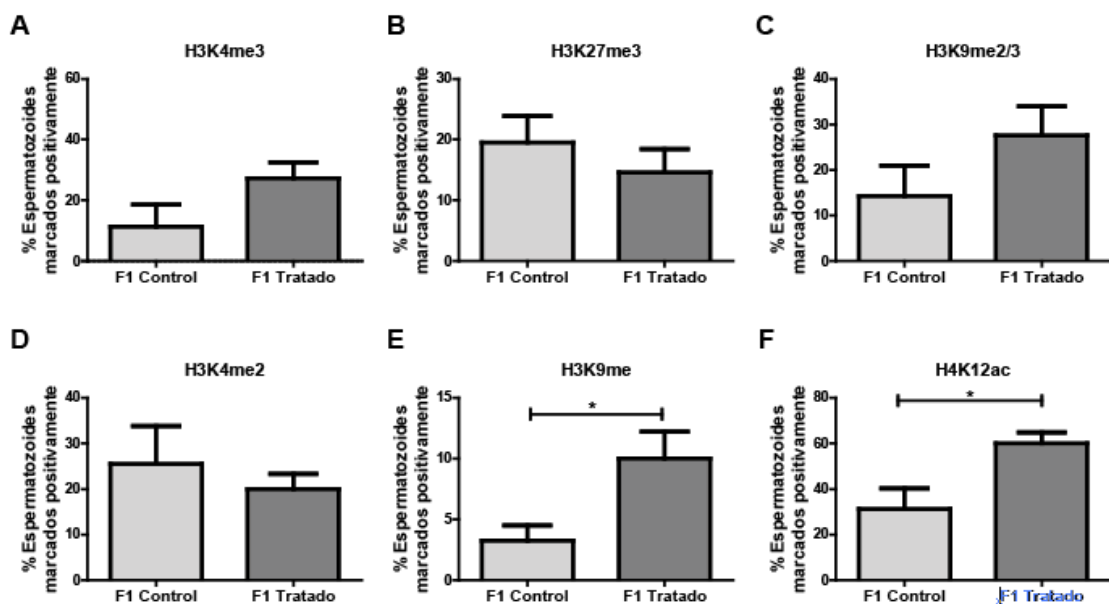 A
H3K4me3
% Espermatozoides
marcados positivamente
60
40
20
0
F1 Control
F1 Tratado
B
H3K27me3
% Espermatozoides
marcados positivamente
30
20
10
0
F1 Control
F1 Tratado
C
H3K9me2/3
% Espermatozoides
marcados positivamente
40
30
20
10
0
F1 Control
F1 Tratado
D
H3K4me2
% Espermatozoides
marcados positivamente
40
30
20
10
0
F1 Control
F1 Tratado
E
H3K9me
% Espermatozoides
marcados positivamente
15
10
5
0
*
F1 Control
F1 Tratado
F
H4K12ac
% Espermatozoides
marcados positivamente
80
60
40
20
0
*
F1 Control
F1 Tratado